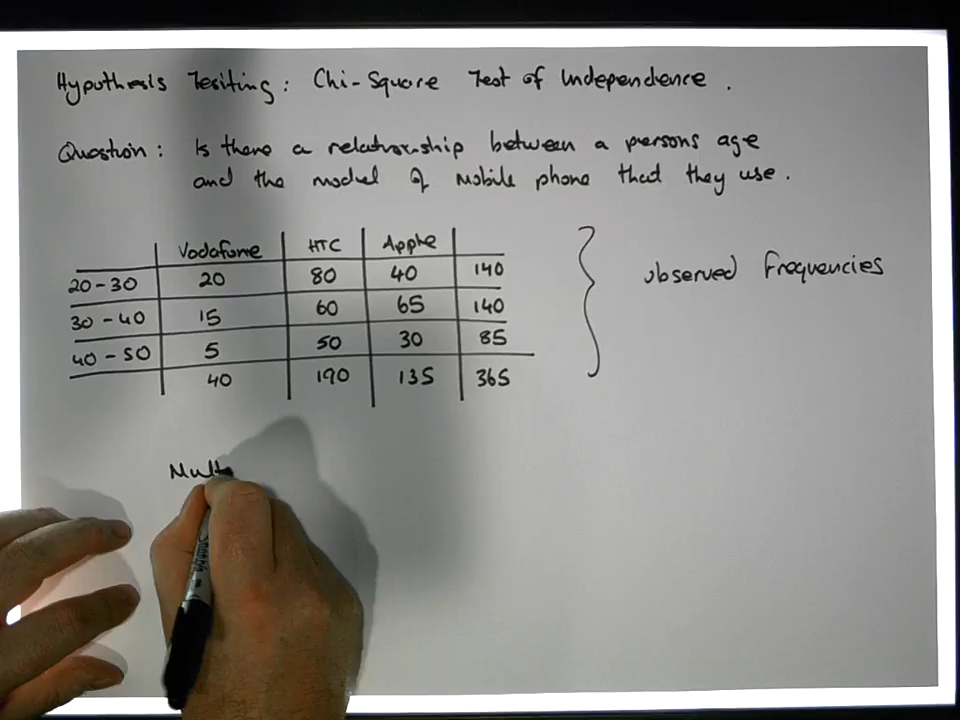 Hypothesis Tesiting: Chi-Square Test of Independence.
Question: Is there a relationship between a persons age
and the model of mobile phone that they use.
Vodafone HTC Apple
20-30 20 80 40 140
30-40 15 60 65 140
40-50 5 50 30 85
40 190 135 365
observed frequencies
Mult